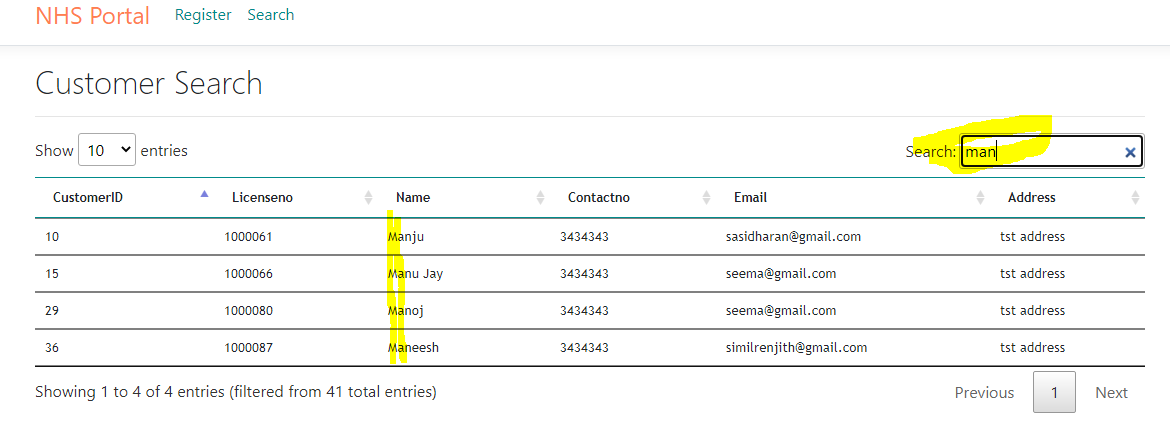 NHS Portal Register Search
Customer Search
Show 10 entries Search: man
CustomerID Licenseno Name Contactno Email Address
10 1000061 Manju 3434343 sasidharan@gmail.com tst address
15 1000066 Manu Jay 3434343 seema@gmail.com tst address
29 1000080 Manoj 3434343 seema@gmail.com tst address
36 1000087 Maneesh 3434343 similrenjith@gmail.com tst address
Showing 1 to 4 of 4 entries (filtered from 41 total entries) Previous 1 Next